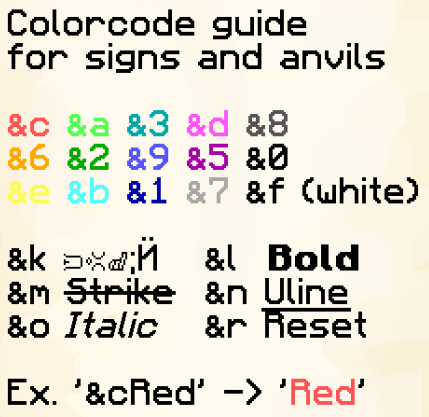 Colorcode guide
for signs and anvils
&c &a &3 &d &8
&6 &2 &9 &5 &0
&e &b &1 &7 &f (white)
&k &l Bold
&m Strike &n Uline
&o Italic &r Reset
Ex. '&cRed' -> 'Red'